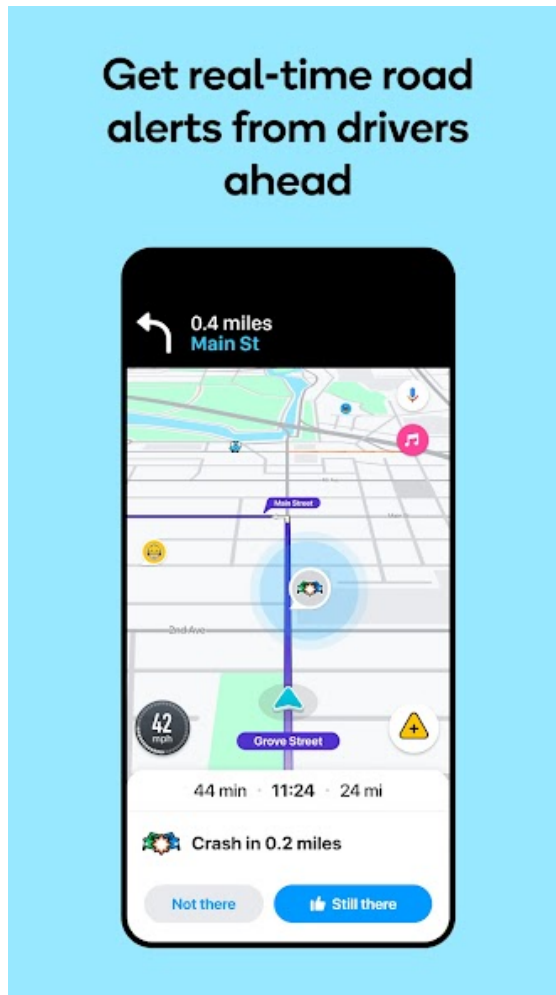 Get real-time road
alerts from drivers
ahead
0.4 miles
Main St
Main Street
2nd Ave
42
mph
Grove Street
44 min · 11:24 · 24 mi
Crash in 0.2 miles
Not there
Still there